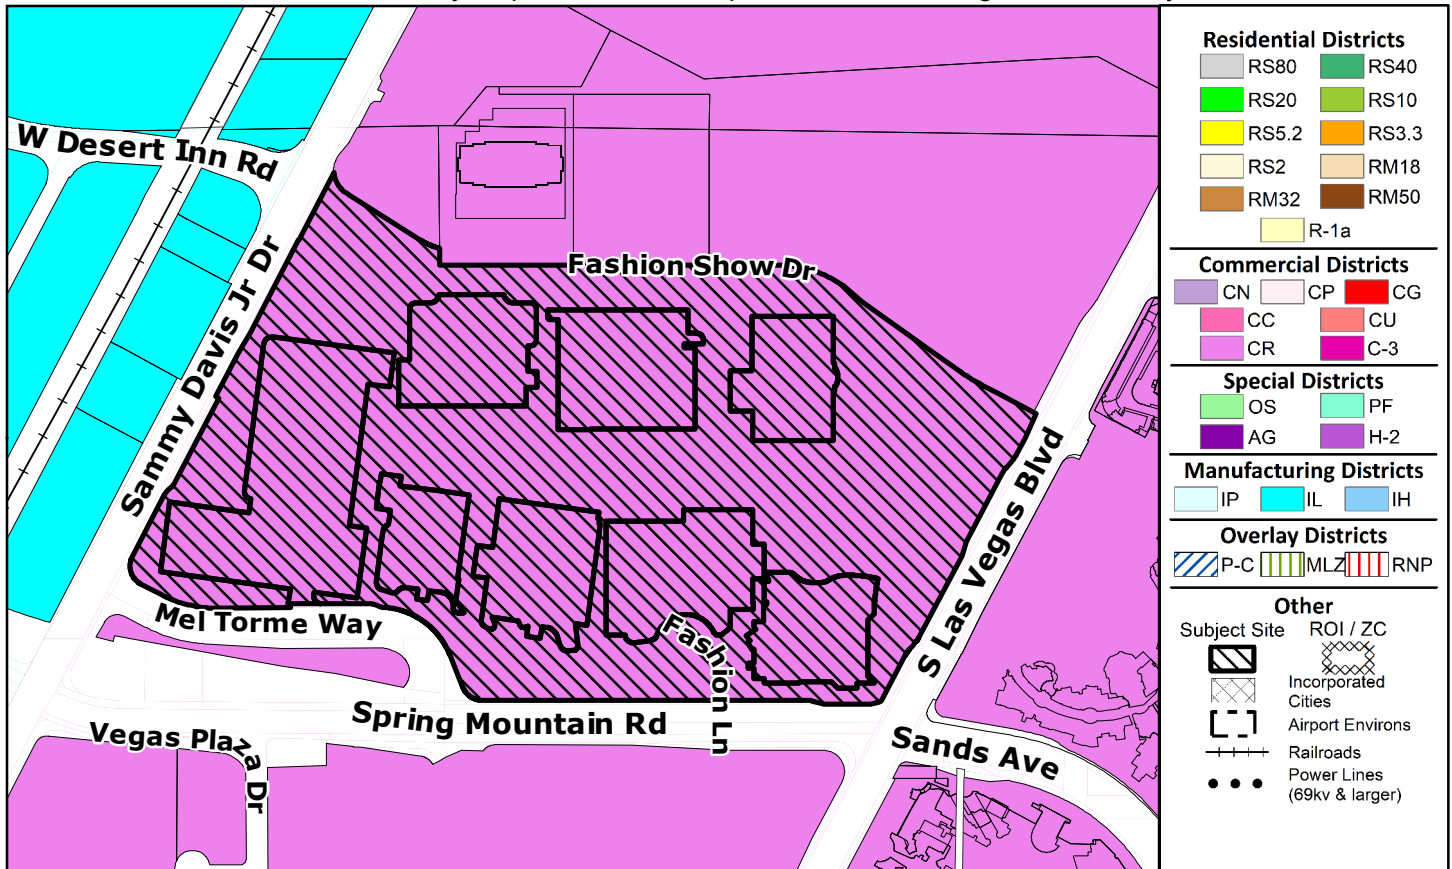 W Desert Inn Rd
Sammy Davis Jr Dr
Fashion Show Dr
S Las Vegas Blvd
Mel Torme Way
Fashion Ln
Spring Mountain Rd
Vegas Plaza Dr
Sands Ave
Residential Districts
RS80 RS40
RS20 RS10
RS5.2 RS3.3
RS2 RM18
RM32 RM50
R-1a
Commercial Districts
CN CP CG
CC CU
CR C-3
Special Districts
OS PF
AG H-2
Manufacturing Districts
IP IL IH
Overlay Districts
P-C MLZ RNP
Other
Subject Site ROI / ZC
Incorporated
Cities
Airport Environs
Railroads
Power Lines
(69kv & larger)